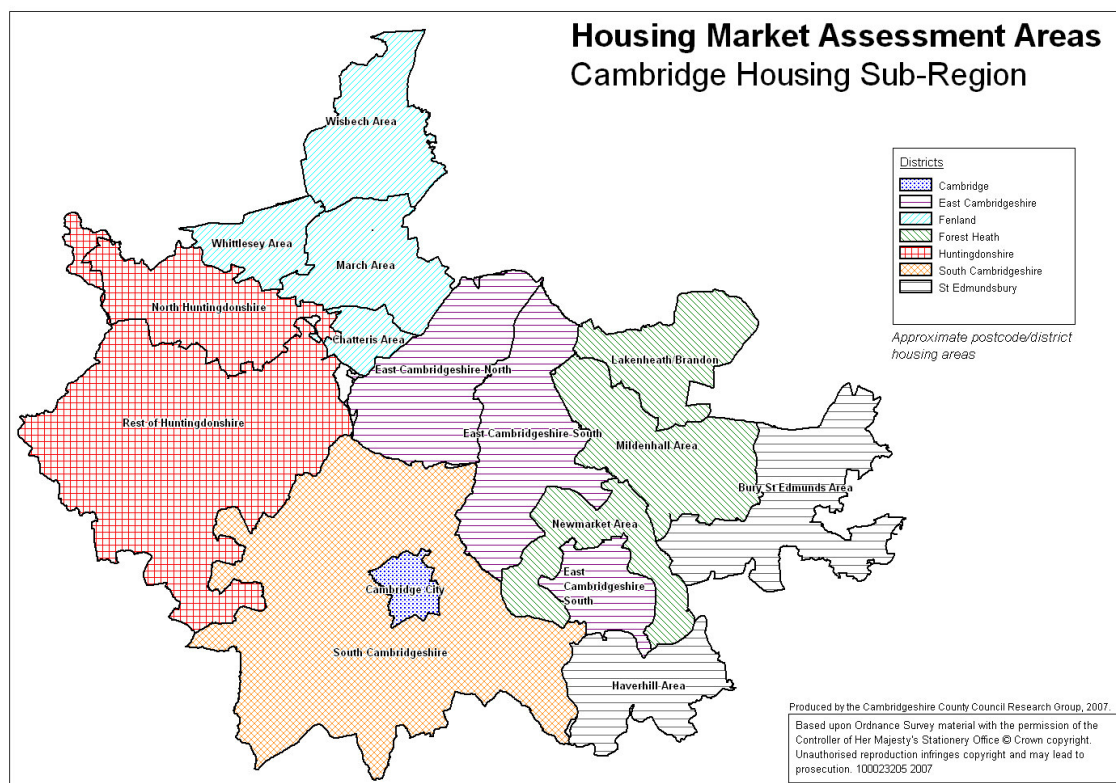 Housing Market Assessment Areas
Cambridge Housing Sub-Region
Wisbech Area
Districts
Cambridge
East Cambridgeshire
Fenland
Forest Heath
Huntingdonshire
South Cambridgeshire
St Edmundsbury
Approximate postcode/district
housing areas
Whittlesey Area
March Area
North Huntingdonshire
Chatteris Area
Lakenheath/Brandon
East-Cambridgeshire-North
Rest of Huntingdonshire
East-Cambridgeshire-South
Mildenhall Area
Bury St Edmunds Area
Newmarket Area
East
Cambridgeshire
South
Cambridge City
South Cambridgeshire
Haverhill-Area
Produced by the Cambridgeshire County Council Research Group, 2007.
Based upon Ordnance Survey material with the permission of the
Controller of Her Majesty's Stationery Office © Crown copyright.
Unauthorised reproduction infringes copyright and may lead to
prosecution. 100023205 2007